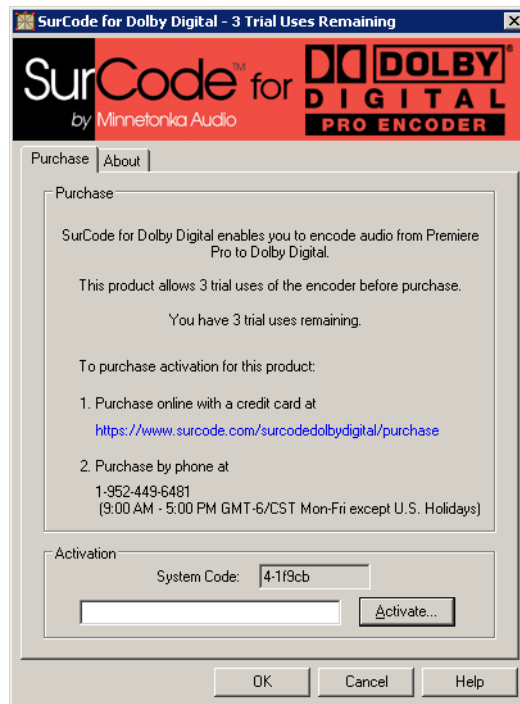 SurCode for Dolby Digital - 3 Trial Uses Remaining
SurCode™ for DOLBY®
DIGITAL
by Minnetonka Audio
PRO ENCODER
Purchase
About
Purchase
SurCode for Dolby Digital enables you to encode audio from Premiere
Pro to Dolby Digital.
This product allows 3 trial uses of the encoder before purchase.
You have 3 trial uses remaining.
To purchase activation for this product:
1. Purchase online with a credit card at
https://www.surcode.com/surcodedolbydigital/purchase
2. Purchase by phone at
1-952-449-6481
(9:00 AM - 5:00 PM GMT-6/CST Mon-Fri except U.S. Holidays)
Activation
System Code: 4-1f9cb
Activate...
OK Cancel Help